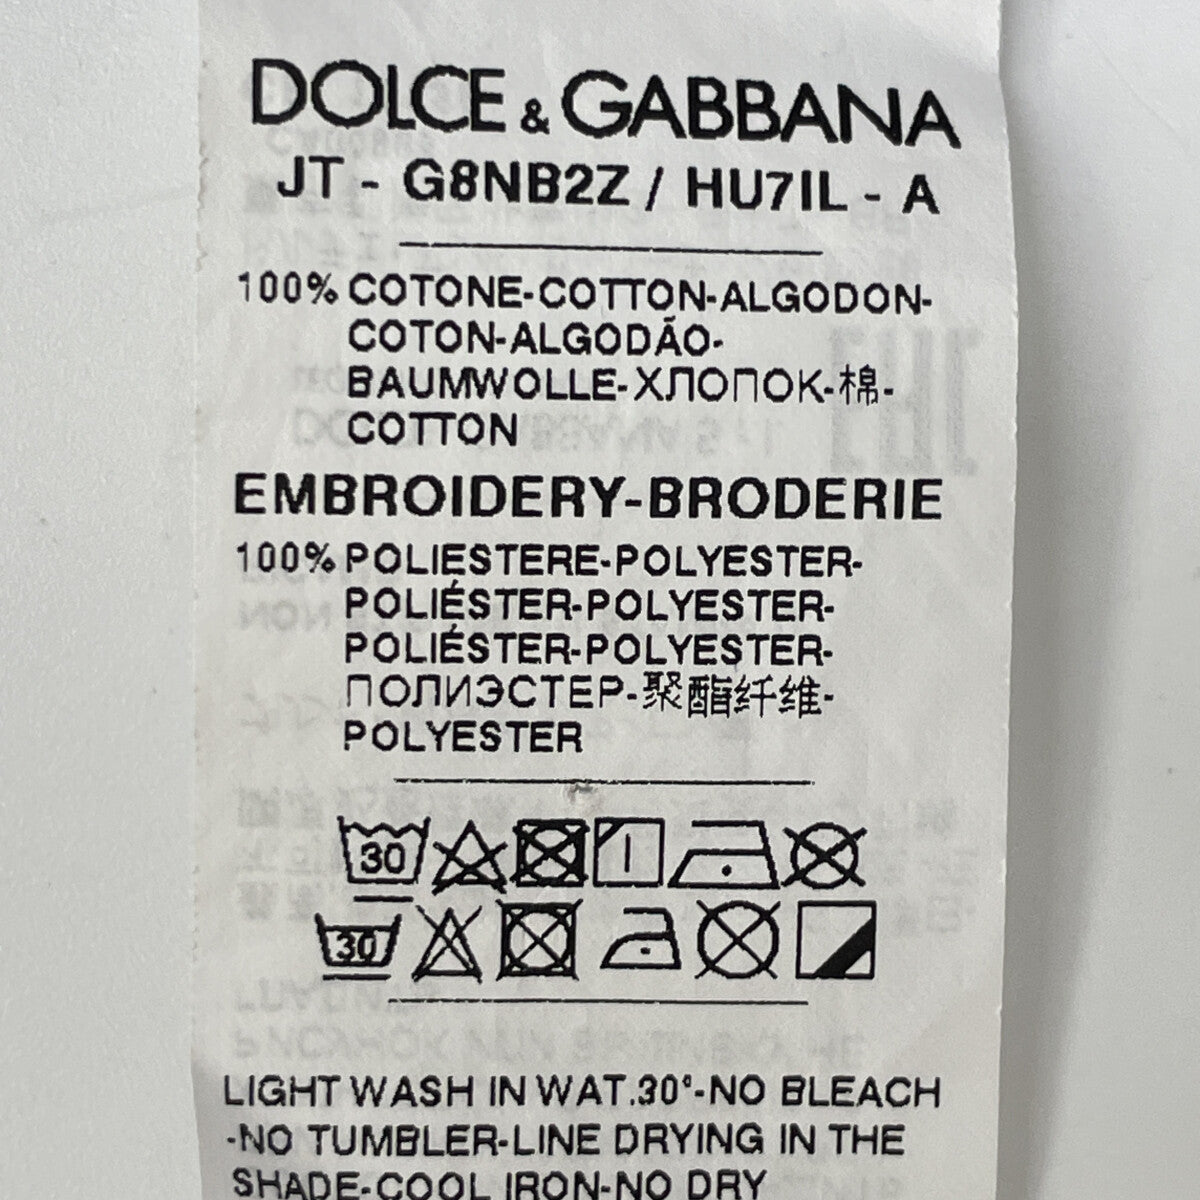 DOLCE & GABBANA
JT - G8NB2Z / HU7IL - A
100% COTONE-COTTON-ALGODON-
COTON-ALGODÃO-
BAUMWOLLE-ХЛОПОК-棉-
COTTON
EMBROIDERY-BRODERIE
100% POLIESTERE-POLYESTER-
POLIÉSTER-POLYESTER-
POLIÉSTER-POLYESTER-
ПОЛИЭСТЕР-聚酯纤维-
POLYESTER
30
30
LIGHT WASH IN WAT.30°-NO BLEACH
-NO TUMBLER-LINE DRYING IN THE
SHADE-COOL IRON-NO DRY